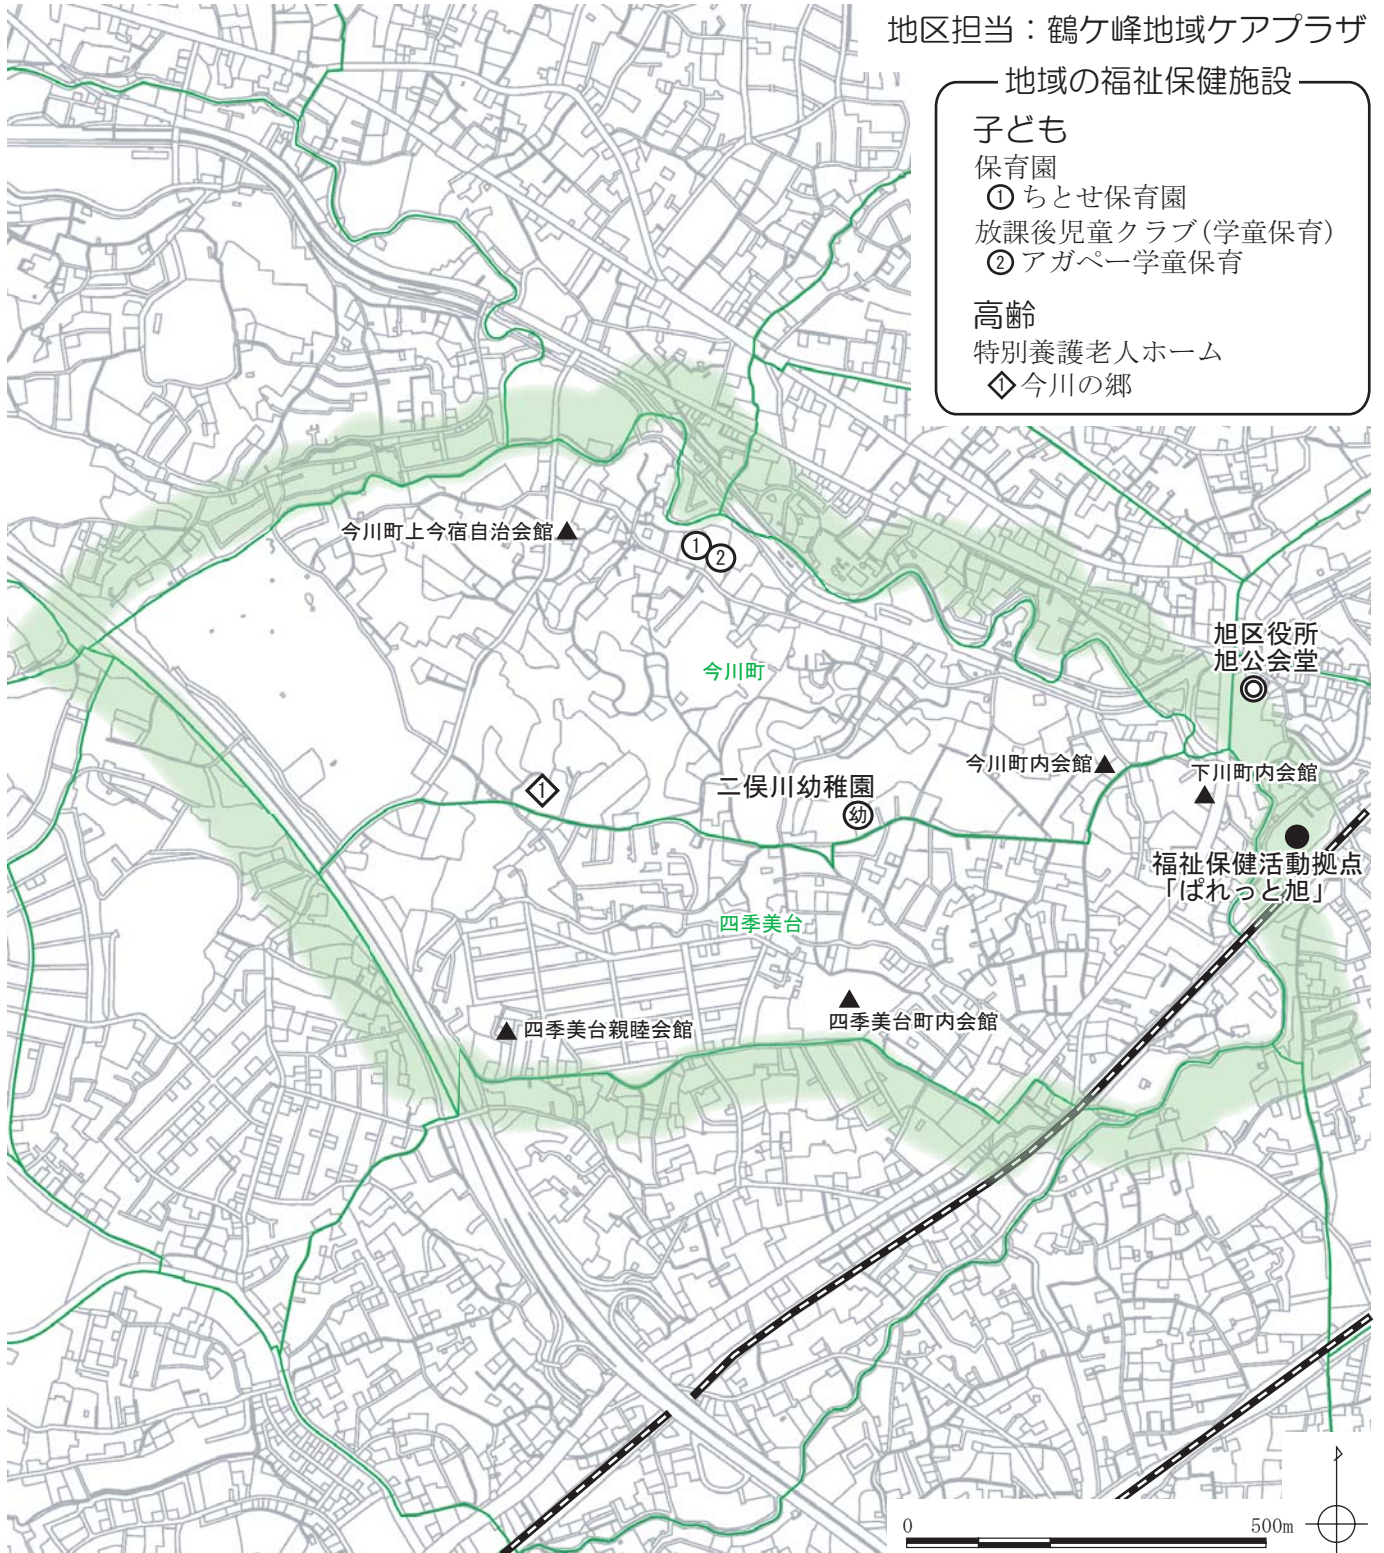 地区担当：鶴ケ峰地域ケアプラザ
地域の福祉保健施設
子ども
保育園
①ちとせ保育園
放課後児童クラブ(学童保育)
②アガペー学童保育
高齢
特別養護老人ホーム
1 今川の郷
今川町上今宿自治会館
1
2
旭区役所
旭公会堂
今川町
今川町内会館
下川町内会館
1
二俣川幼稚園
幼
福祉保健活動拠点
「ぱれっと旭」
四季美台
四季美台親睦会館
四季美台町内会館
0 500m